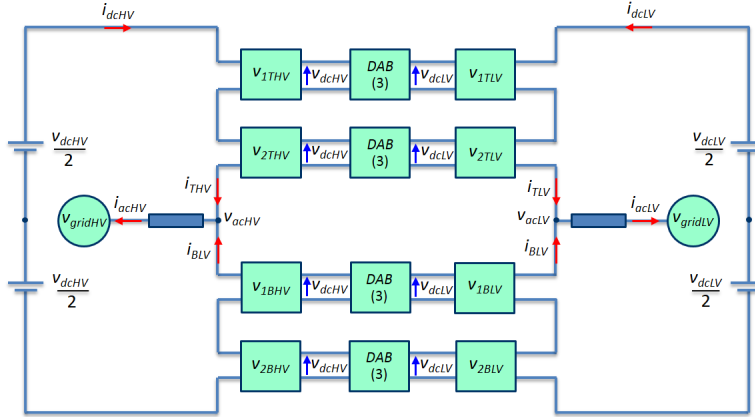 i_dcHV
i_dcLV
v_1THV
v_dcHV
DAB
(3)
v_dcLV
v_1TLV
v_dcHV
2
v_2THV
v_dcHV
DAB
(3)
v_dcLV
v_2TLV
v_dcLV
2
i_THV
i_TLV
v_gridHV
i_acHV
v_acHV
v_acLV
i_acLV
v_gridLV
i_BLV
i_BLV
v_dcHV
2
v_1BHV
v_dcHV
DAB
(3)
v_dcLV
v_1BLV
v_dcLV
2
v_2BHV
v_dcHV
DAB
(3)
v_dcLV
v_2BLV